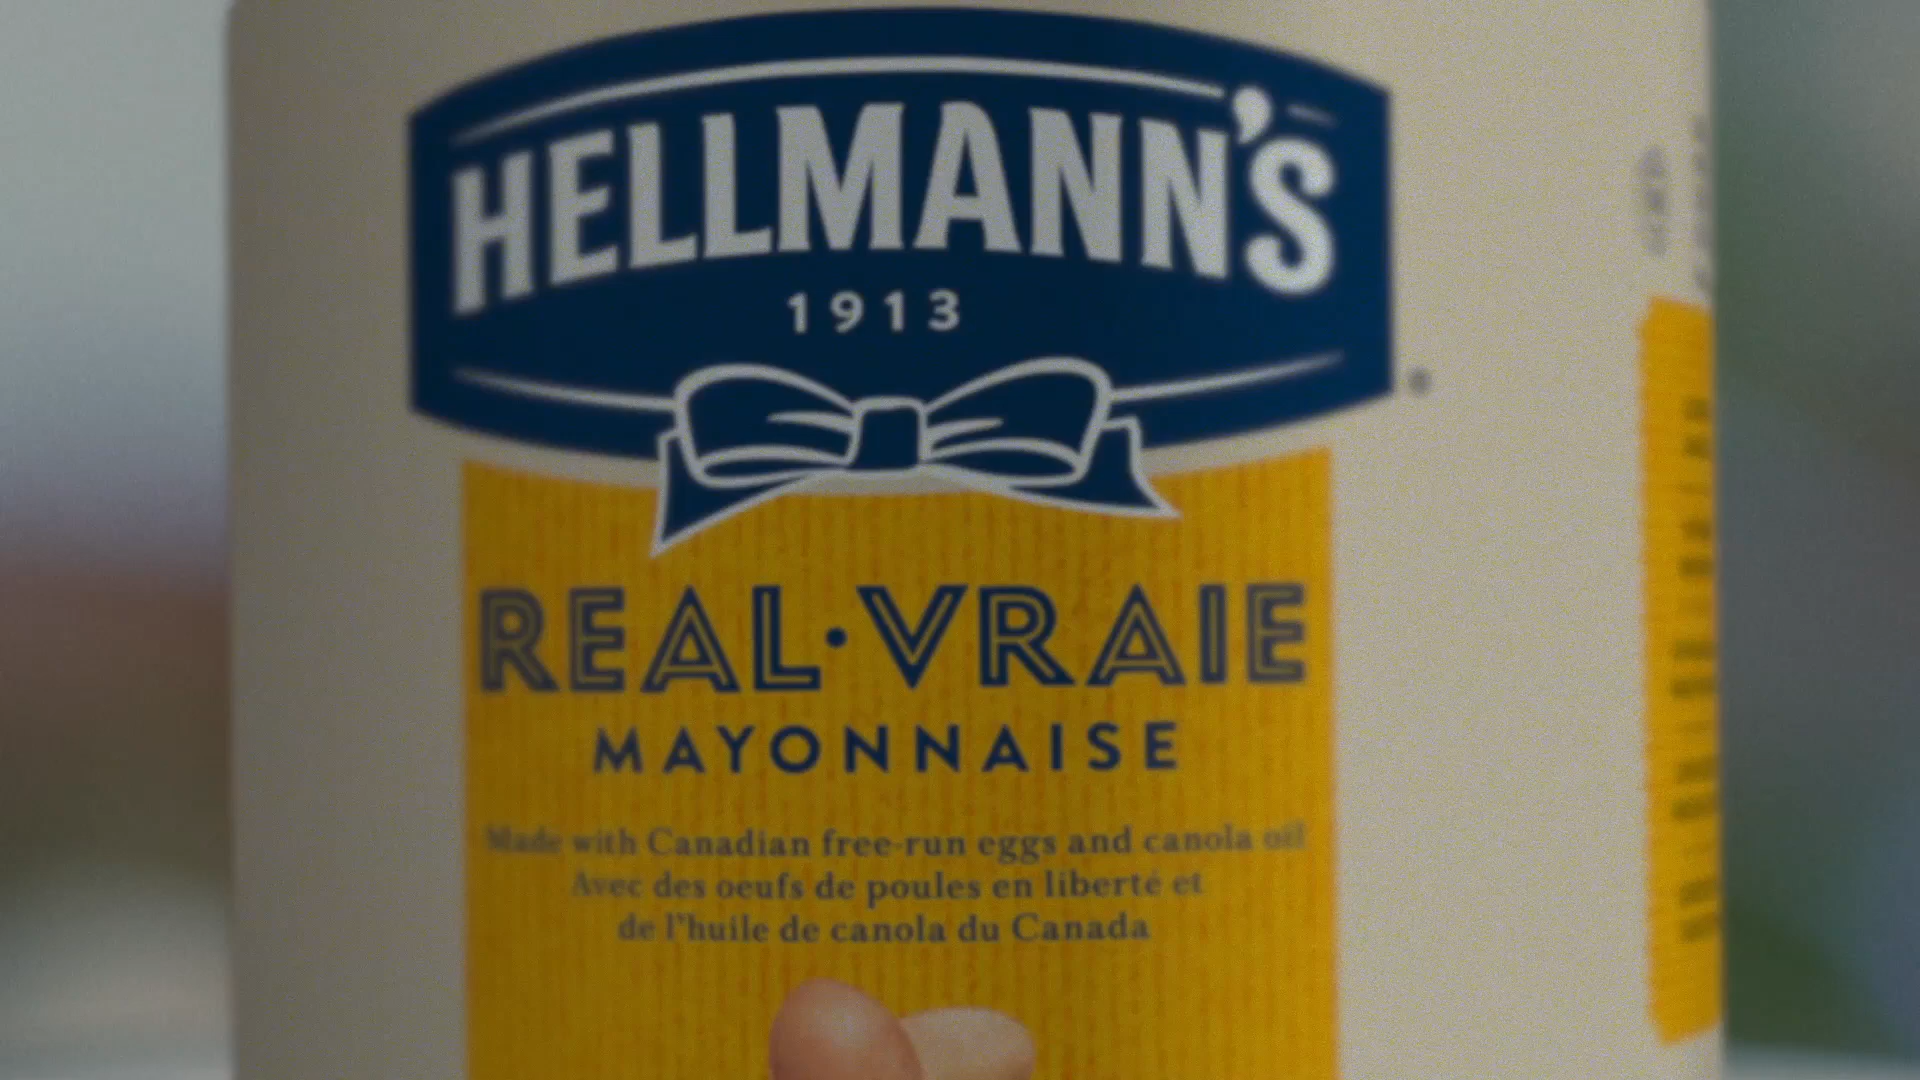 HELLMANN'S
1913
REAL·VRAIE
MAYONNAISE
Made with Canadian free-run eggs and canola oil
Avec des oeufs de poules en liberté et
de l'huile de canola du Canada